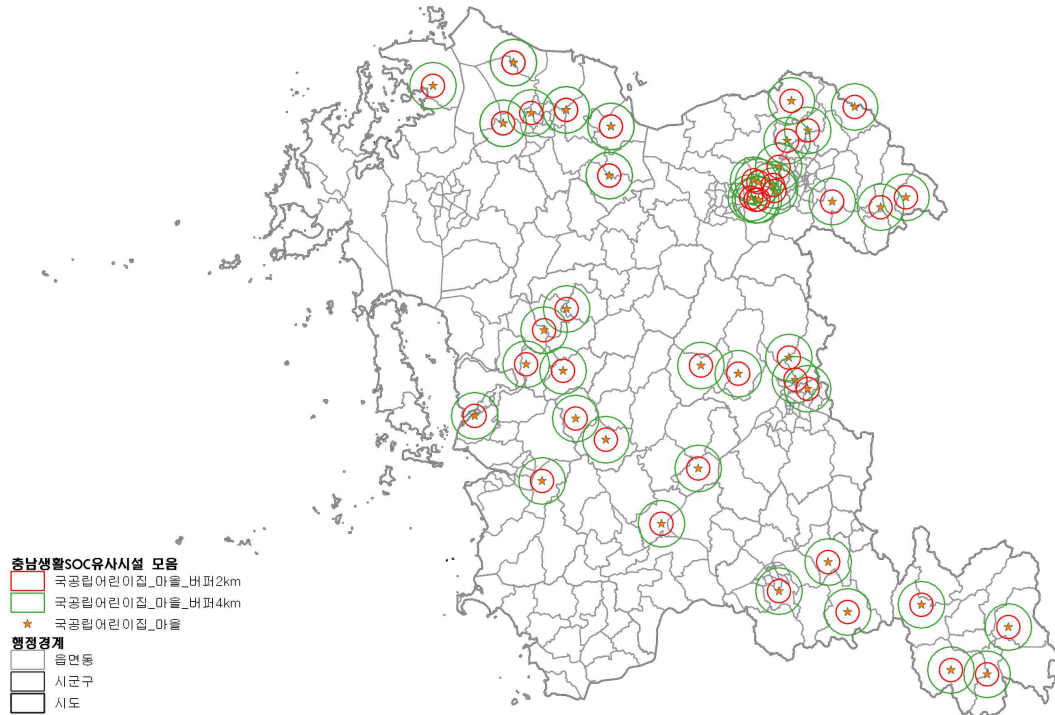 충남생활SOC유사시설 모음
국공립어린이집_마을_버퍼2km
국공립어린이집_마을_버퍼4km
국공립어린이집_마을
행정경계
읍면동
시군구
시도